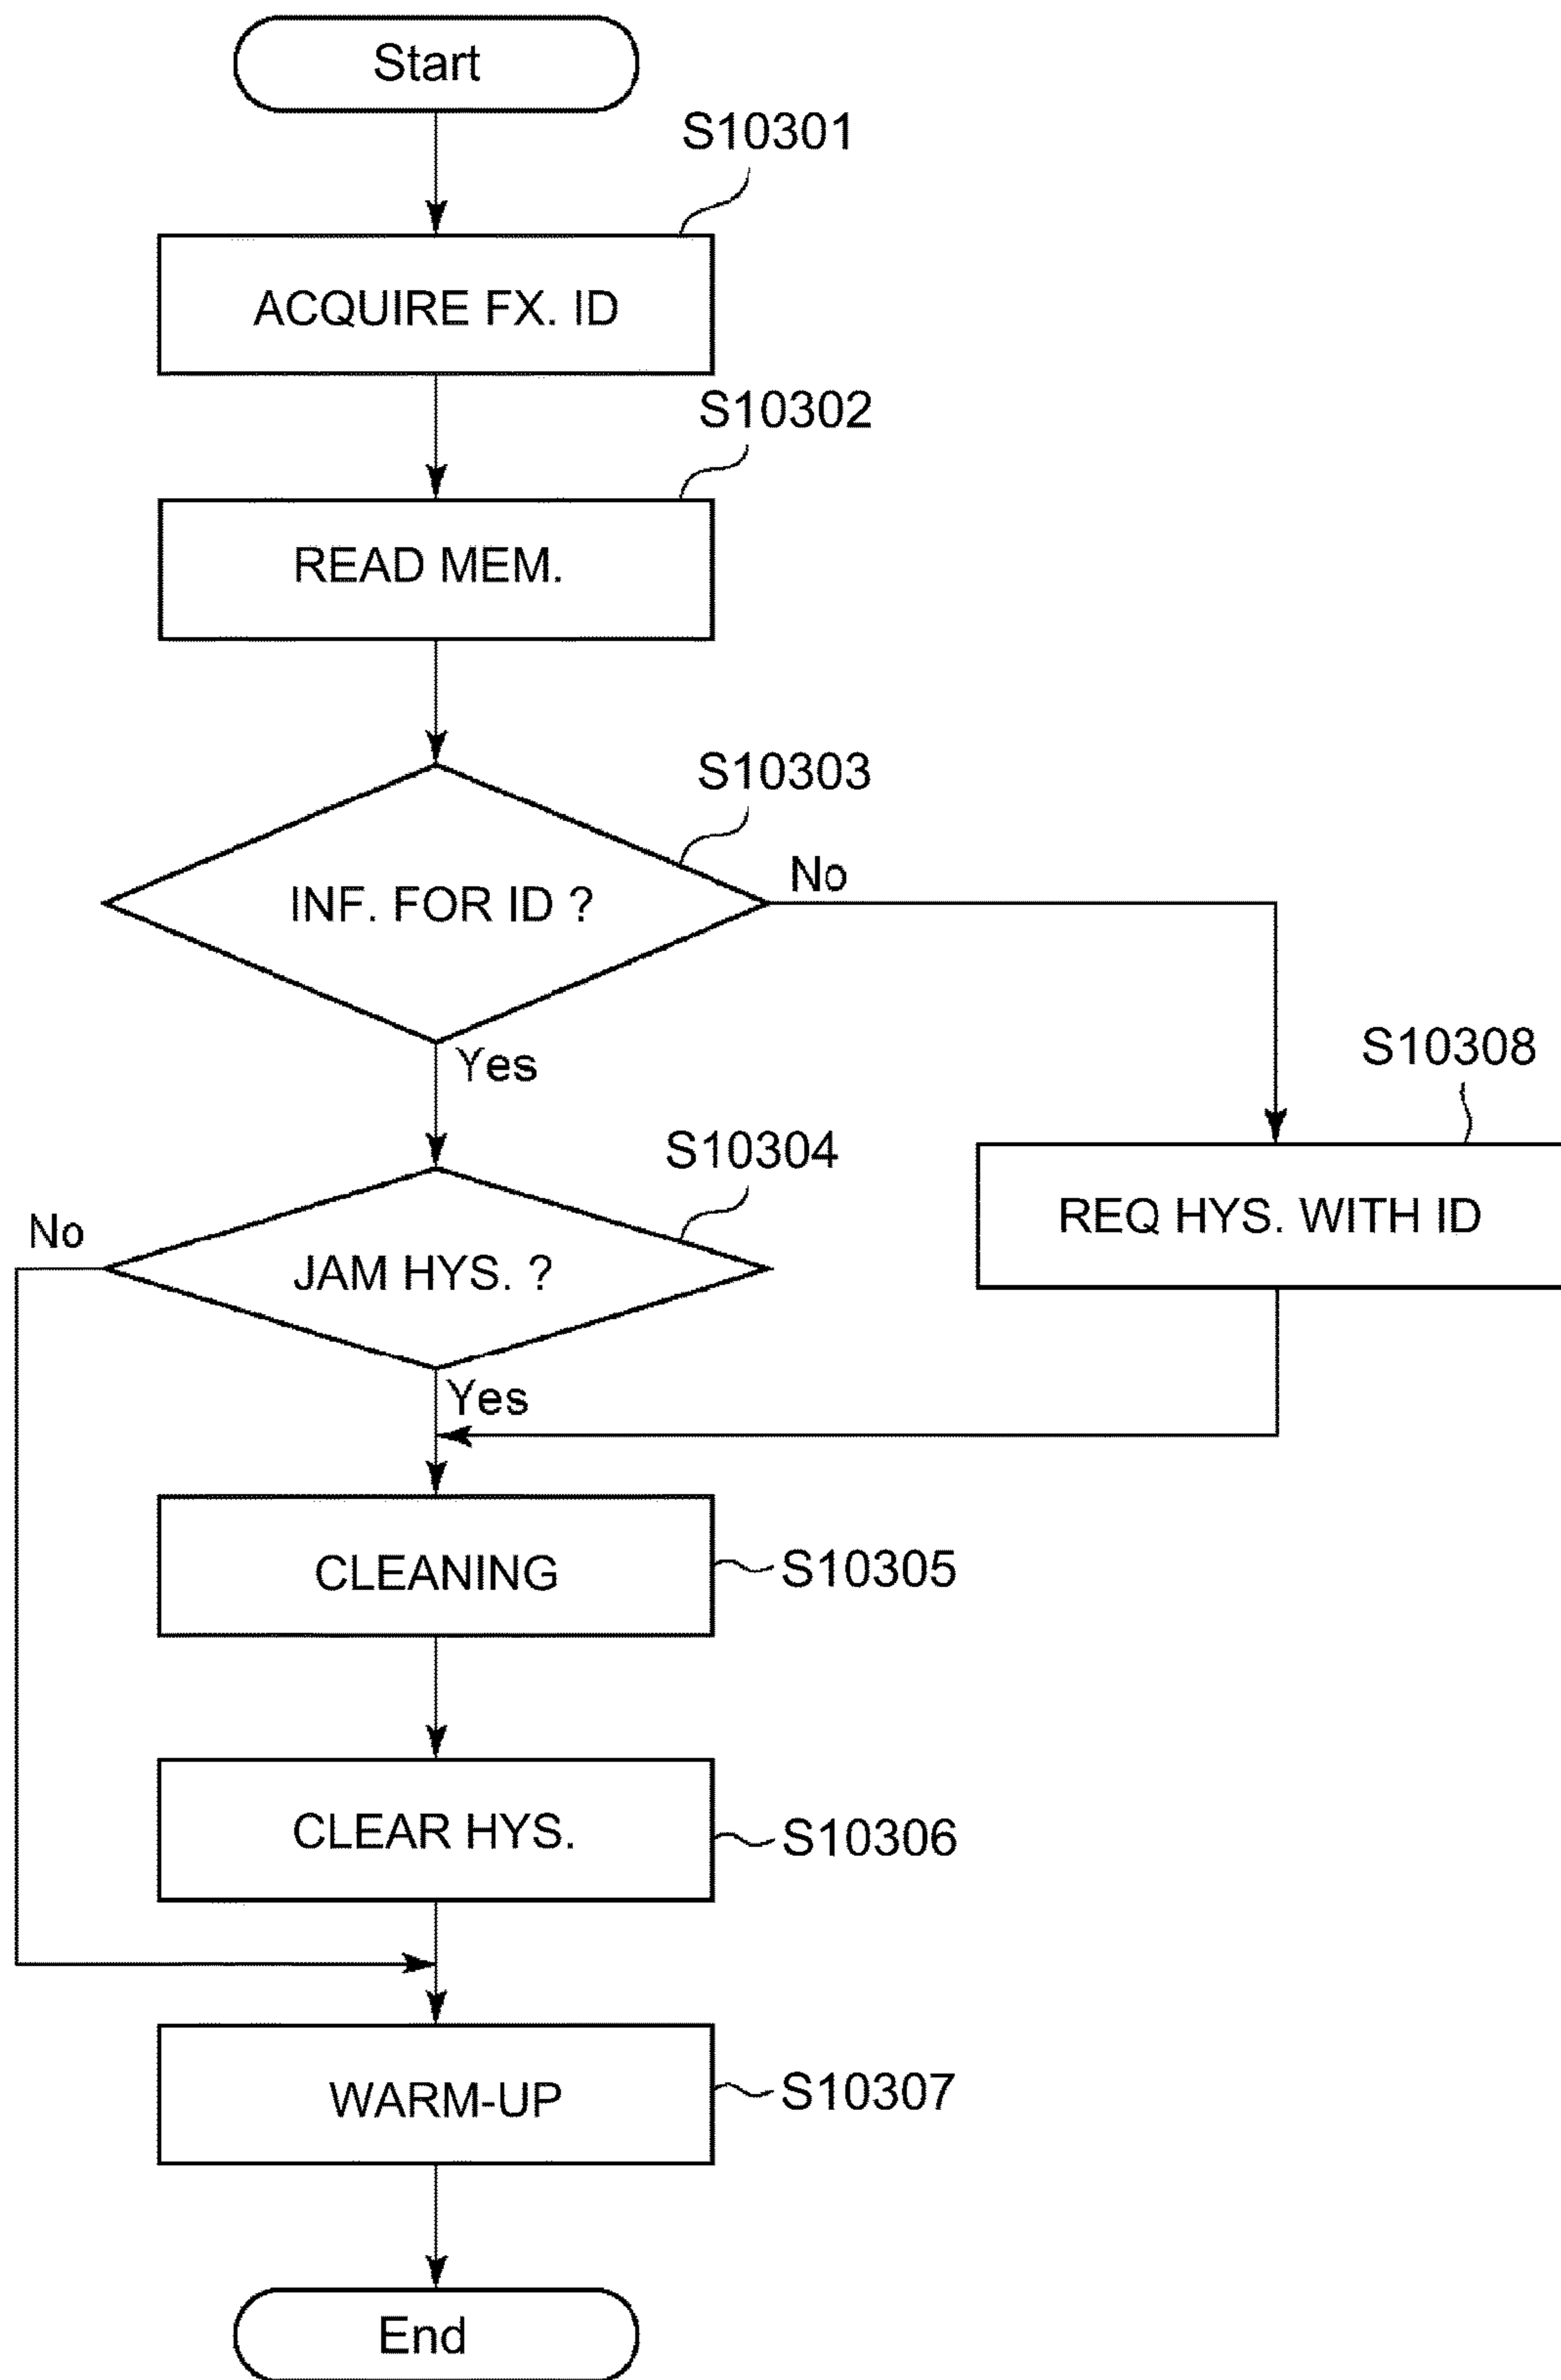 Start
S10301
ACQUIRE FX. ID
S10302
READ MEM.
S10303
INF. FOR ID ?
No
Yes
S10308
REQ HYS. WITH ID
S10304
No
JAM HYS. ?
Yes
CLEANING
S10305
CLEAR HYS.
S10306
WARM-UP
S10307
End